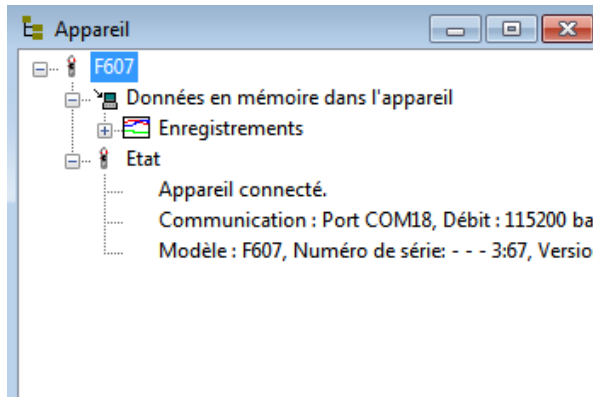 Appareil
F607
Données en mémoire dans l'appareil
Enregistrements
Etat
Appareil connecté.
Communication : Port COM18, Débit : 115200 ba
Modèle : F607, Numéro de série: - - - 3:67, Versio